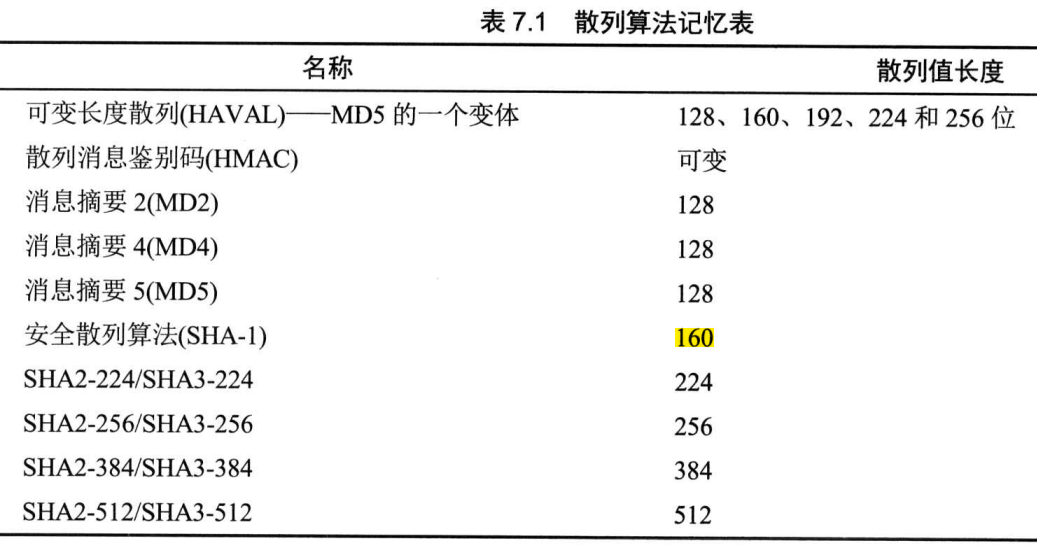 表 7.1 散列算法记忆表
名称 散列值长度
可变长度散列(HAVAL)——MD5 的一个变体 128、160、192、224 和 256 位
散列消息鉴别码(HMAC) 可变
消息摘要 2(MD2) 128
消息摘要 4(MD4) 128
消息摘要 5(MD5) 128
安全散列算法(SHA-1) 160
SHA2-224/SHA3-224 224
SHA2-256/SHA3-256 256
SHA2-384/SHA3-384 384
SHA2-512/SHA3-512 512